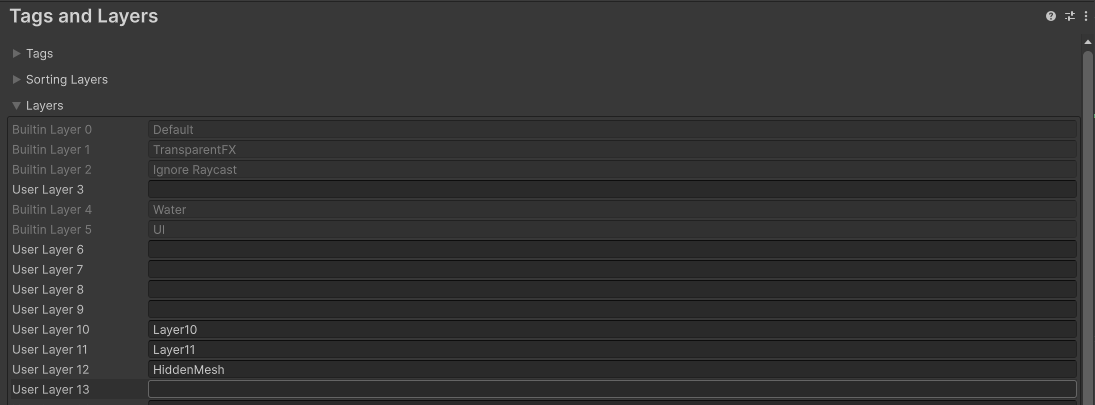 Tags and Layers
Tags
Sorting Layers
Layers
Builtin Layer 0 Default
Builtin Layer 1 TransparentFX
Builtin Layer 2 Ignore Raycast
User Layer 3
Builtin Layer 4 Water
Builtin Layer 5 UI
User Layer 6
User Layer 7
User Layer 8
User Layer 9
User Layer 10 Layer10
User Layer 11 Layer11
User Layer 12 HiddenMesh
User Layer 13